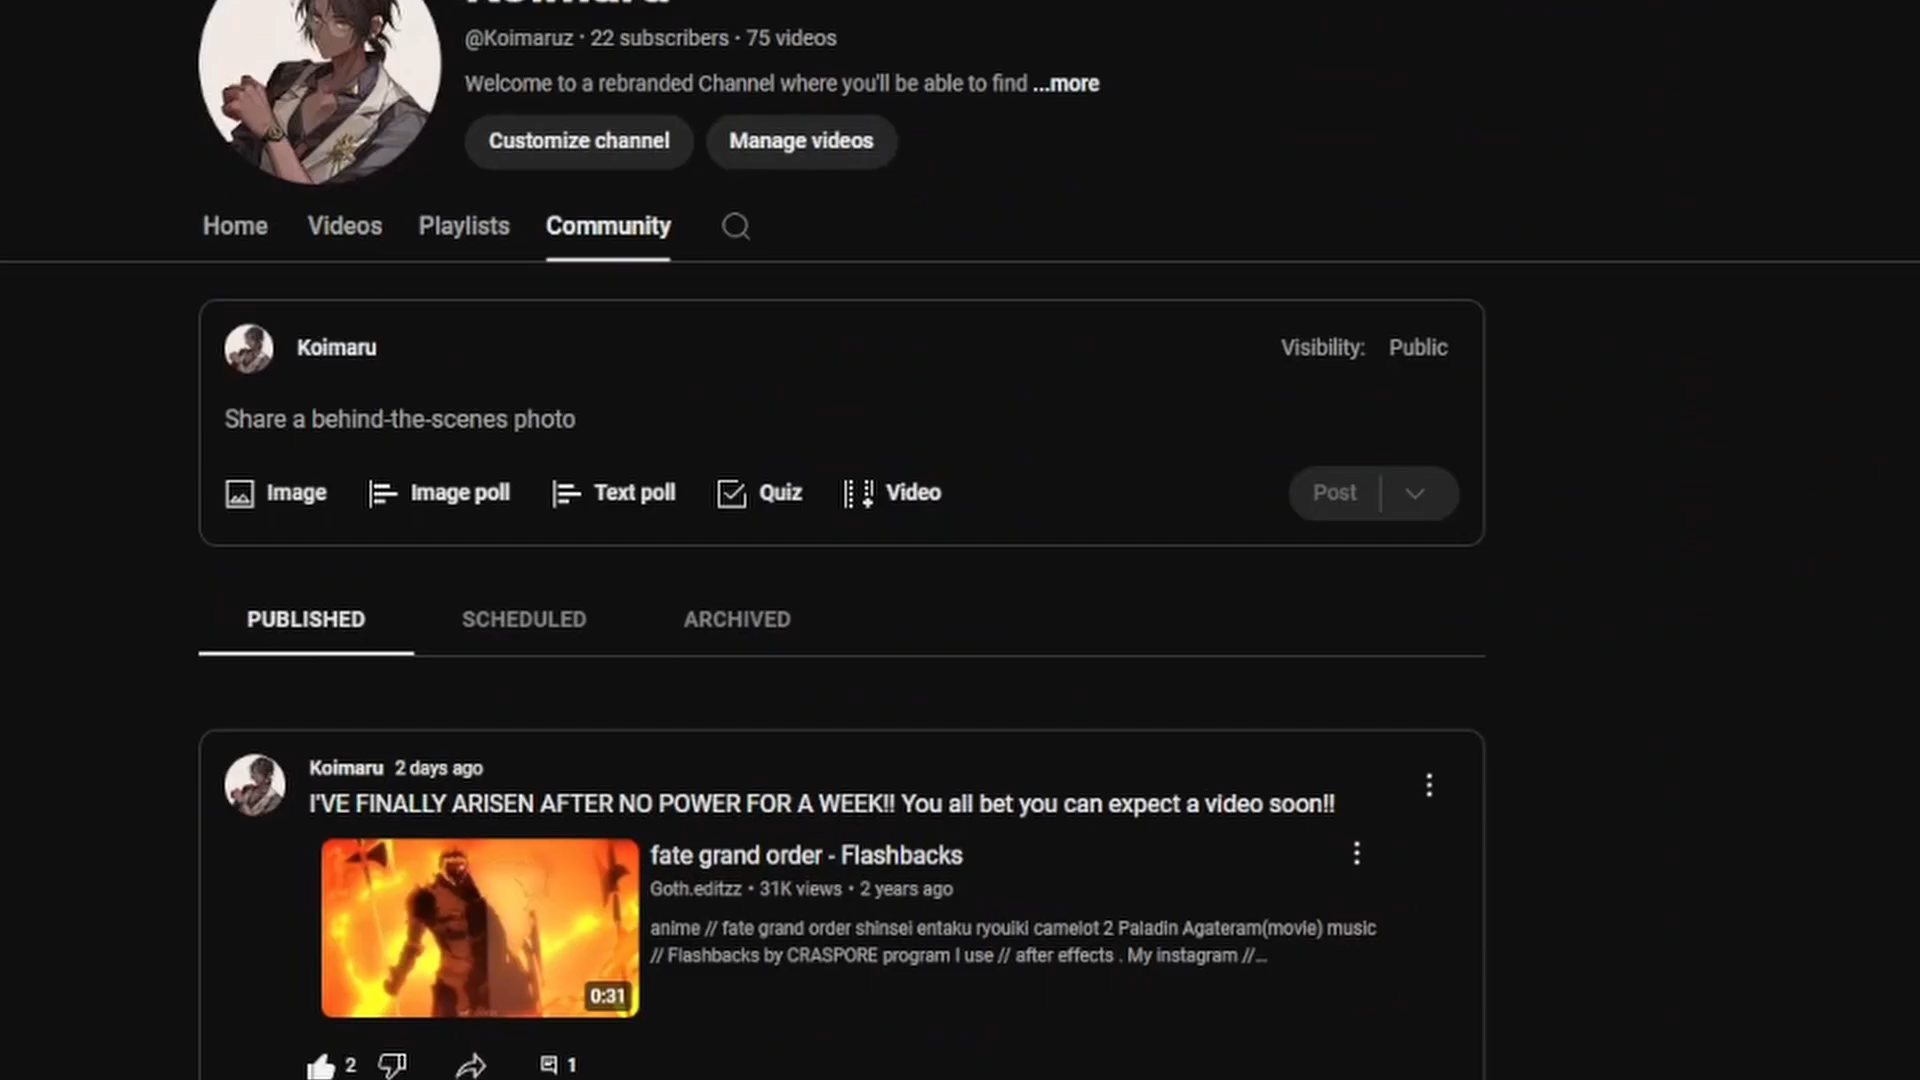 @Koimaruz • 22 subscribers • 75 videos
Welcome to a rebranded Channel where you'll be able to find ...more
Customize channel Manage videos
Home Videos Playlists Community
Koimaru Visibility: Public
Share a behind-the-scenes photo
Image Image poll Text poll Quiz Video Post
PUBLISHED SCHEDULED ARCHIVED
Koimaru 2 days ago
I'VE FINALLY ARISEN AFTER NO POWER FOR A WEEK!! You all bet you can expect a video soon!!
fate grand order - Flashbacks
Goth.editzz • 31K views • 2 years ago
anime // fate grand order shinsei entaku ryouiki camelot 2 Paladin Agateram(movie) music
// Flashbacks by CRASPORE program I use // after effects . My instagram //...
0:31
2 1